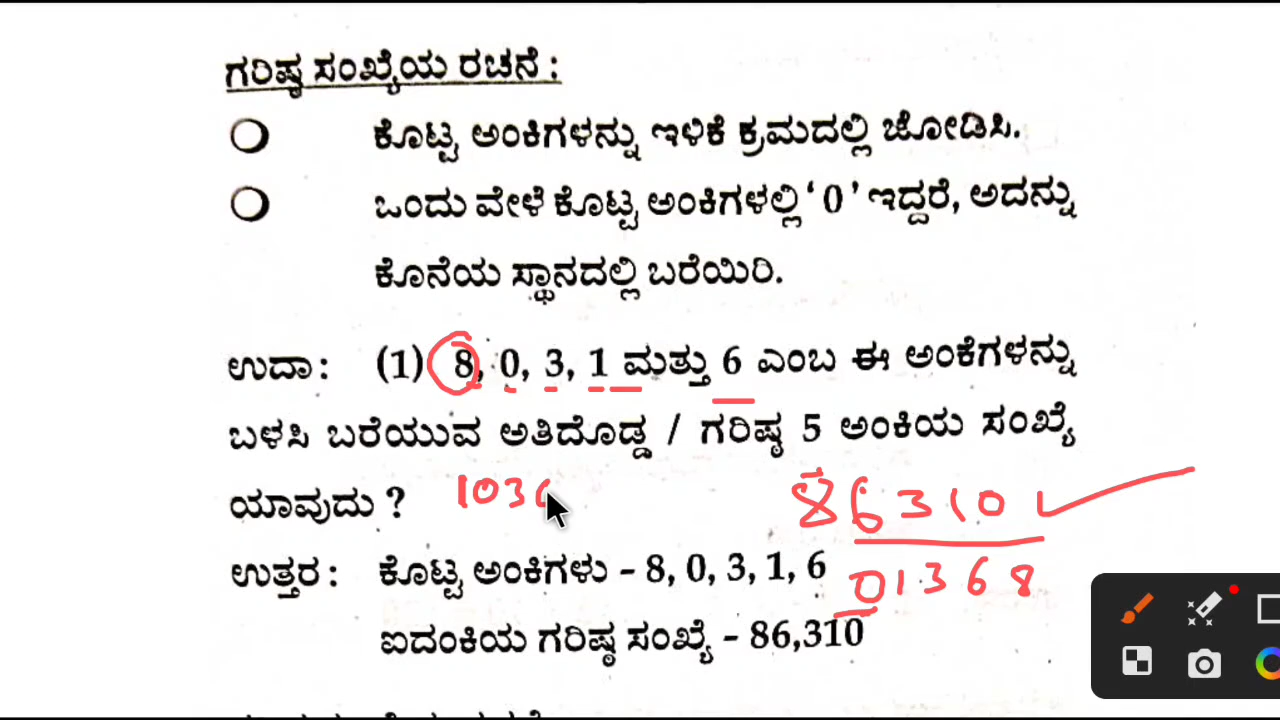 ಗರಿಷ್ಠ ಸಂಖ್ಯೆಯ ರಚನೆ :
ಕೊಟ್ಟ ಅಂಕಿಗಳನ್ನು ಇಳಿಕೆ ಕ್ರಮದಲ್ಲಿ ಜೋಡಿಸಿ.
ಒಂದು ವೇಳೆ ಕೊಟ್ಟ ಅಂಕಿಗಳಲ್ಲಿ ‘ 0 ’ ಇದ್ದರೆ, ಅದನ್ನು
ಕೊನೆಯ ಸ್ಥಾನದಲ್ಲಿ ಬರೆಯಿರಿ.
ಉದಾ : (1) 8, 0, 3, 1 ಮತ್ತು 6 ಎಂಬ ಈ ಅಂಕೆಗಳನ್ನು
ಬಳಸಿ ಬರೆಯುವ ಅತಿದೊಡ್ಡ / ಗರಿಷ್ಠ 5 ಅಂಕಿಯ ಸಂಖ್ಯೆ
ಯಾವುದು ? 103 86310
ಉತ್ತರ : ಕೊಟ್ಟ ಅಂಕಿಗಳು – 8, 0, 3, 1, 6 01368
ಐದಂಕಿಯ ಗರಿಷ್ಠ ಸಂಖ್ಯೆ – 86,310